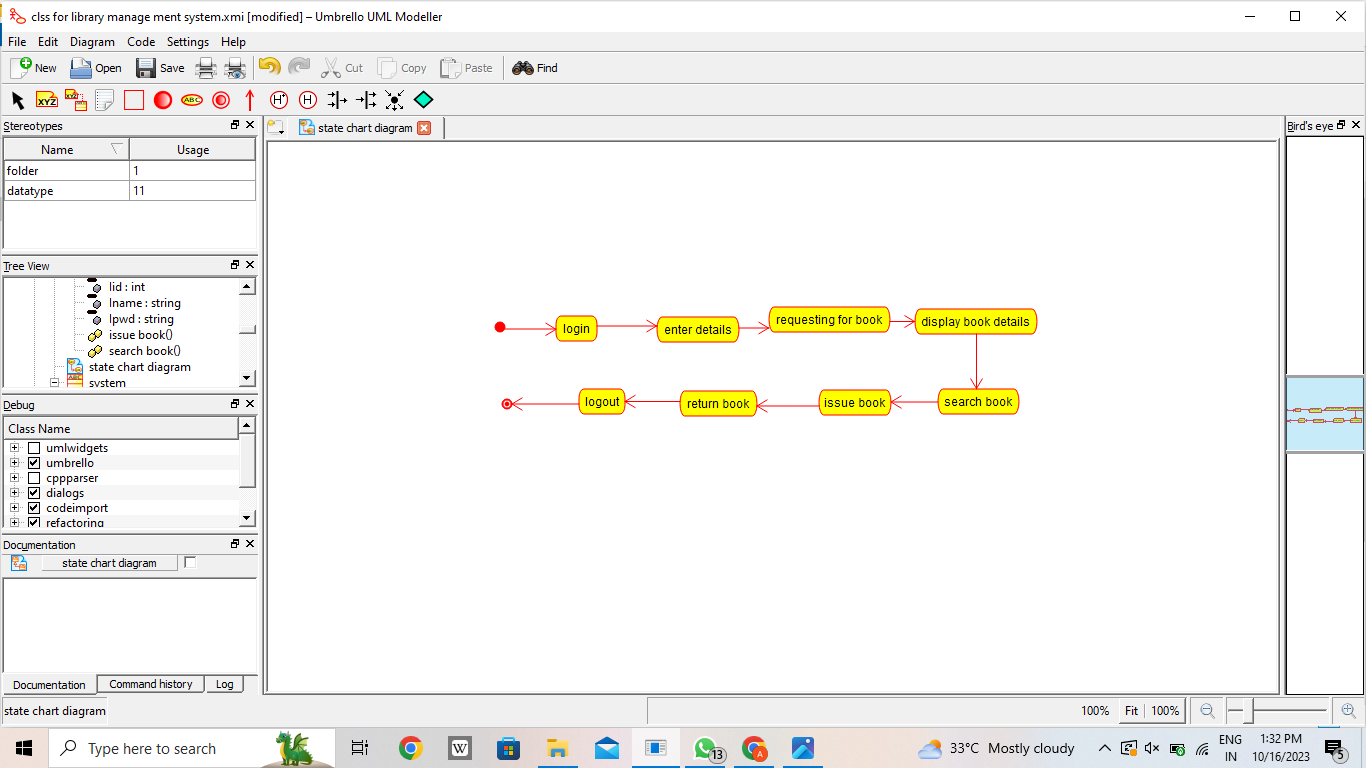 clss for library manage ment system.xmi [modified] – Umbrello UML Modeller
File Edit Diagram Code Settings Help
New Open Save Cut Copy Paste Find
XYZ XYZ ABC H* H
Stereotypes
Name Usage
folder 1
datatype 11
Tree View
lid : int
lname : string
lpwd : string
issue book()
search book()
state chart diagram
system
Debug
Class Name
umlwidgets
umbrello
cppparser
dialogs
codeimport
refactoring
Documentation
state chart diagram
Documentation Command history Log
state chart diagram
state chart diagram
login
enter details
requesting for book
display book details
logout
return book
issue book
search book
Bird's eye
100% Fit 100%
Type here to search
W
13
A
33°C Mostly cloudy
ENG
IN
1:32 PM
10/16/2023
5